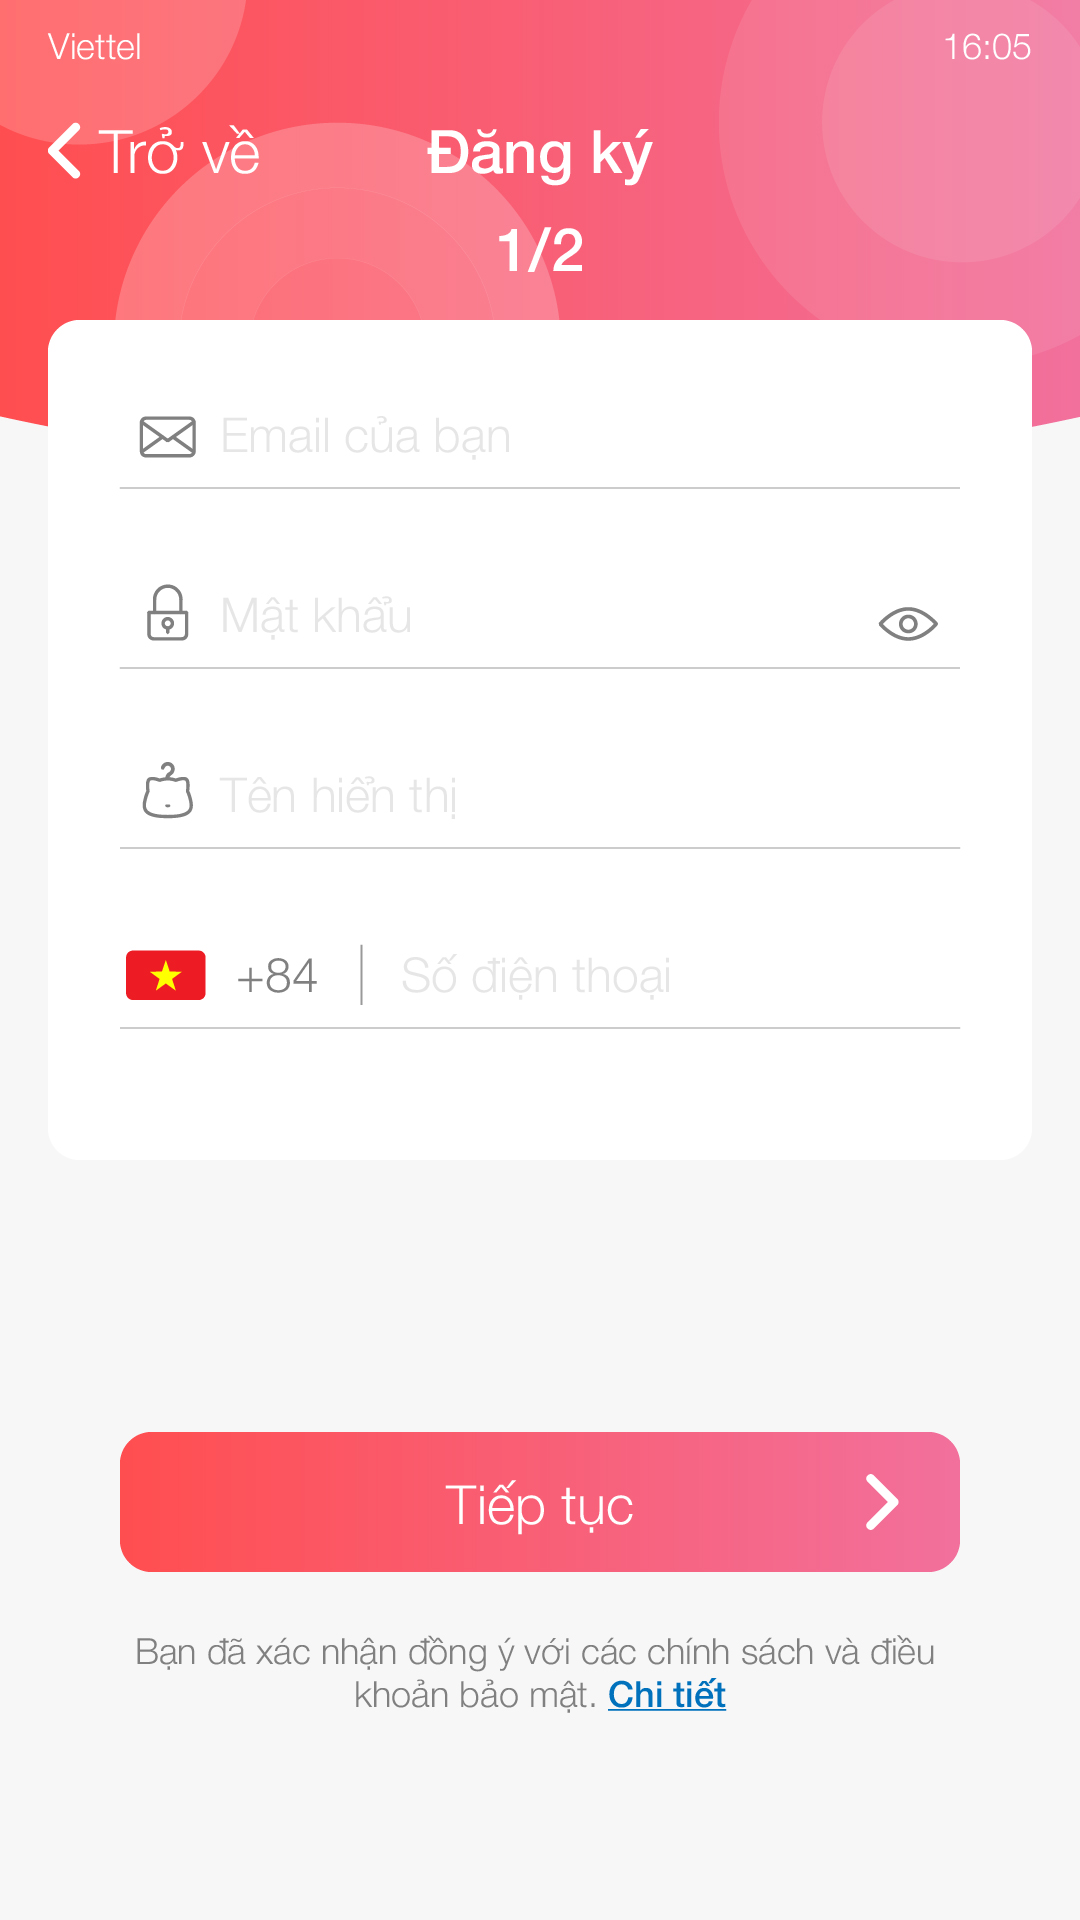 Viettel 16:05
Trở về Đăng ký
1/2
Email của bạn
Mật khẩu
Tên hiển thị
+84 Số điện thoại
Tiếp tục
Bạn đã xác nhận đồng ý với các chính sách và điều
khoản bảo mật. Chi tiết